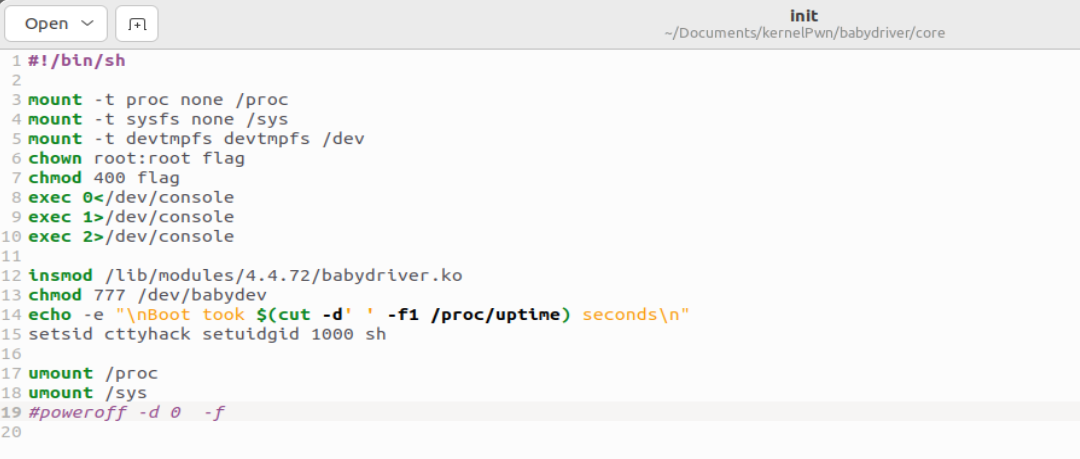 Open
init
~/Documents/kernelPwn/babydriver/core
1 #!/bin/sh
2
3 mount -t proc none /proc
4 mount -t sysfs none /sys
5 mount -t devtmpfs devtmpfs /dev
6 chown root:root flag
7 chmod 400 flag
8 exec 0</dev/console
9 exec 1>/dev/console
10 exec 2>/dev/console
11
12 insmod /lib/modules/4.4.72/babydriver.ko
13 chmod 777 /dev/babydev
14 echo -e "\nBoot took $(cut -d' ' -f1 /proc/uptime) seconds\n"
15 setsid cttyhack setuidgid 1000 sh
16
17 umount /proc
18 umount /sys
19 #poweroff -d 0  -f
20